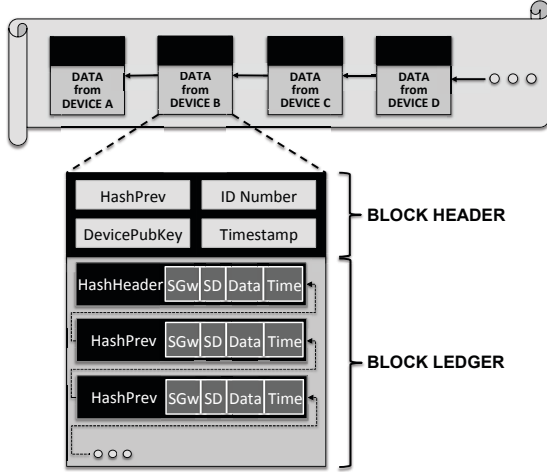 DATA
from
DEVICE A
DATA
from
DEVICE B
DATA
from
DEVICE C
DATA
from
DEVICE D
HashPrev
ID Number
DevicePubKey
Timestamp
BLOCK HEADER
HashHeader SGw SD Data Time
HashPrev SGw SD Data Time
BLOCK LEDGER
HashPrev SGw SD Data Time